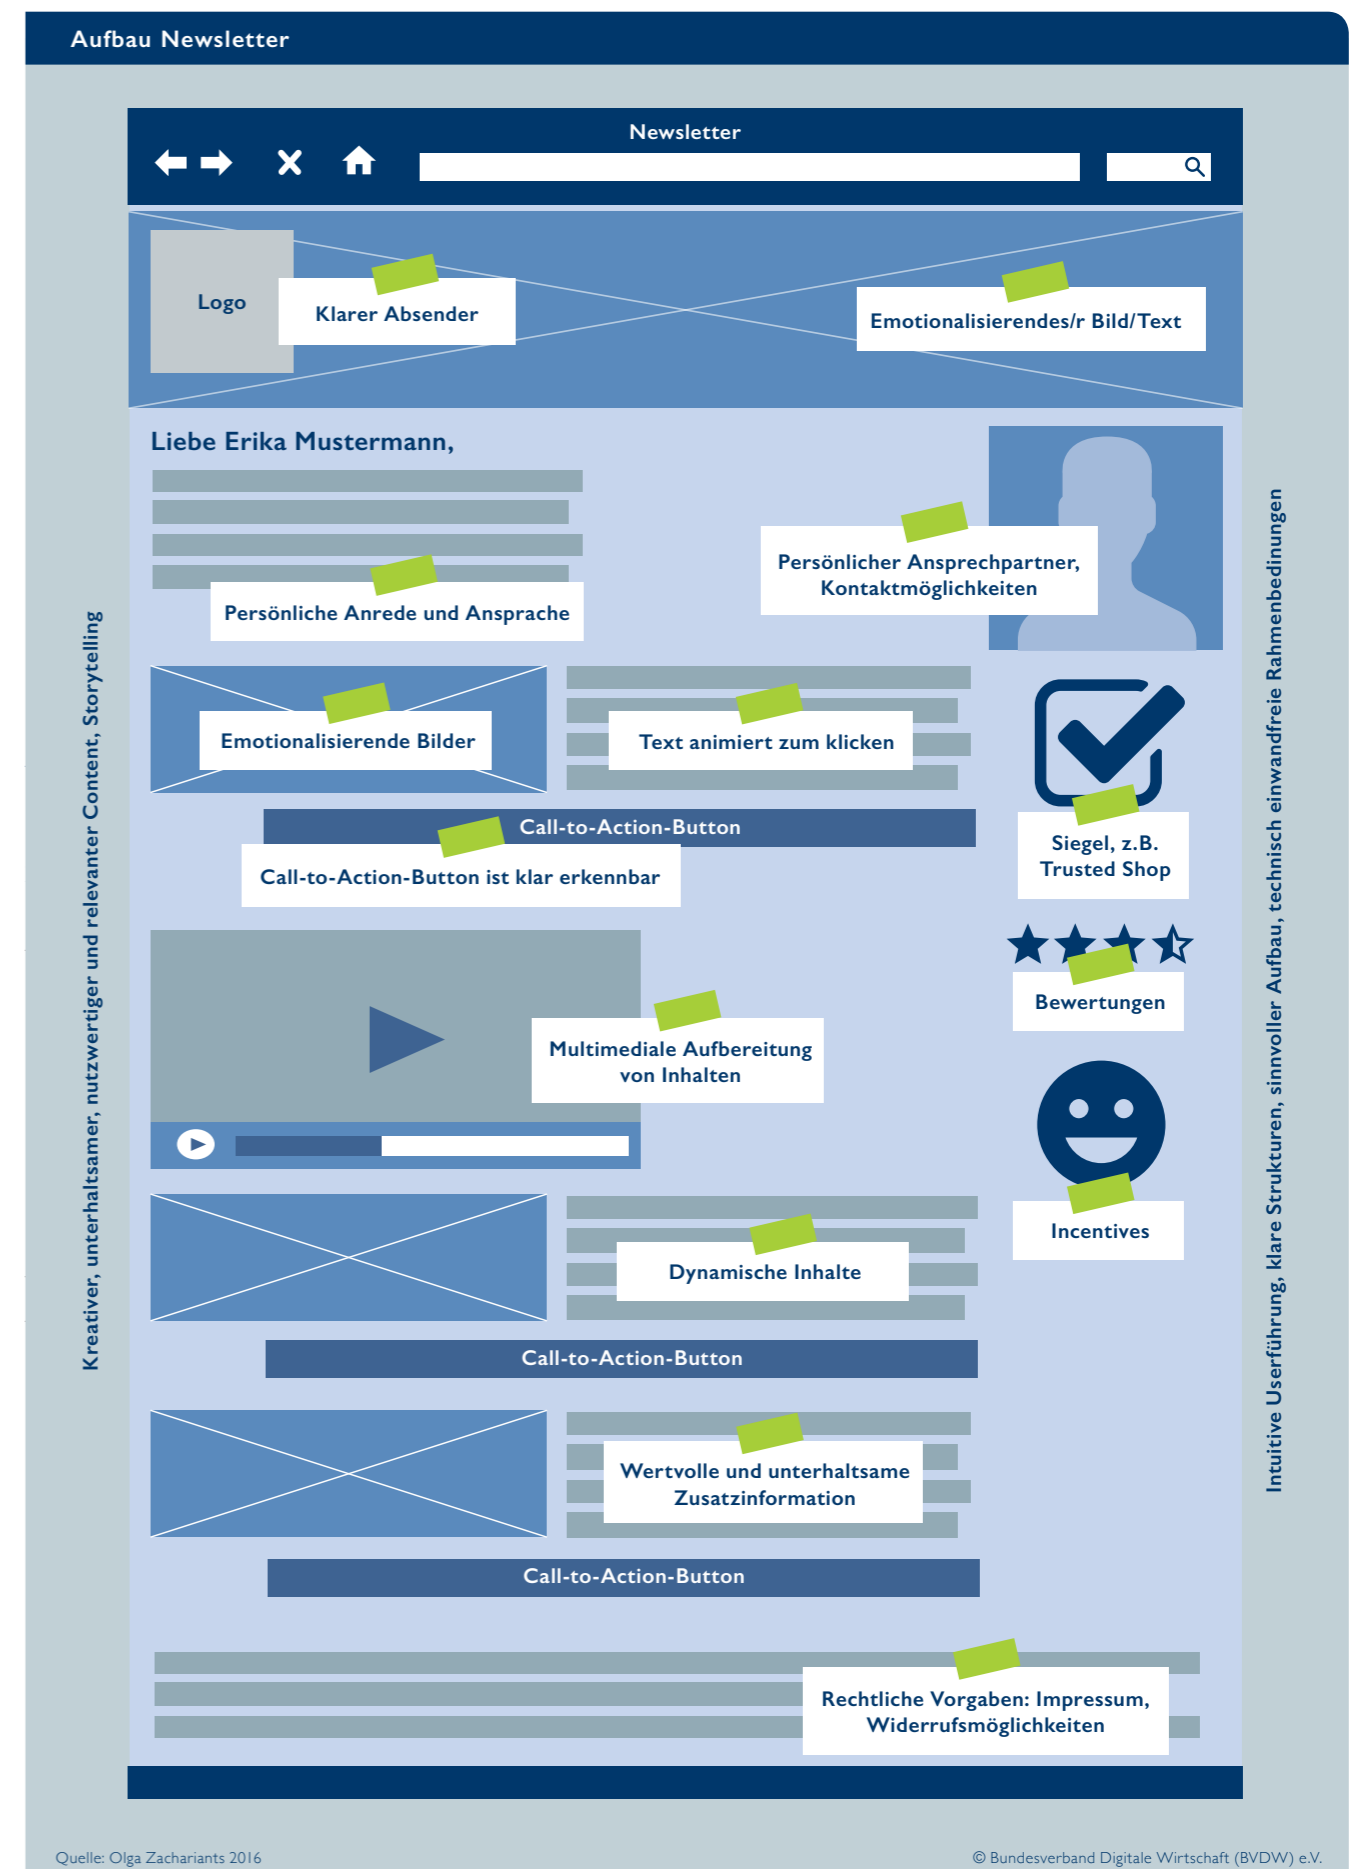 Aufbau Newsletter
Newsletter
Logo
Klarer Absender
Emotionalisierendes/r Bild/Text
Liebe Erika Mustermann,
Persönlicher Ansprechpartner,
Kontaktmöglichkeiten
Persönliche Anrede und Ansprache
Emotionalisierende Bilder
Text animiert zum klicken
Call-to-Action-Button
Call-to-Action-Button ist klar erkennbar
Siegel, z.B.
Trusted Shop
Bewertungen
Multimediale Aufbereitung
von Inhalten
Incentives
Dynamische Inhalte
Call-to-Action-Button
Wertvolle und unterhaltsame
Zusatzinformation
Call-to-Action-Button
Rechtliche Vorgaben: Impressum,
Widerrufsmöglichkeiten
Kreativer, unterhaltsamer, nutzwertiger und relevanter Content, Storytelling
Intuitive Userführung, klare Strukturen, sinnvoller Aufbau, technisch einwandfreie Rahmenbedinungen
Quelle: Olga Zachariants 2016
© Bundesverband Digitale Wirtschaft (BVDW) e.V.